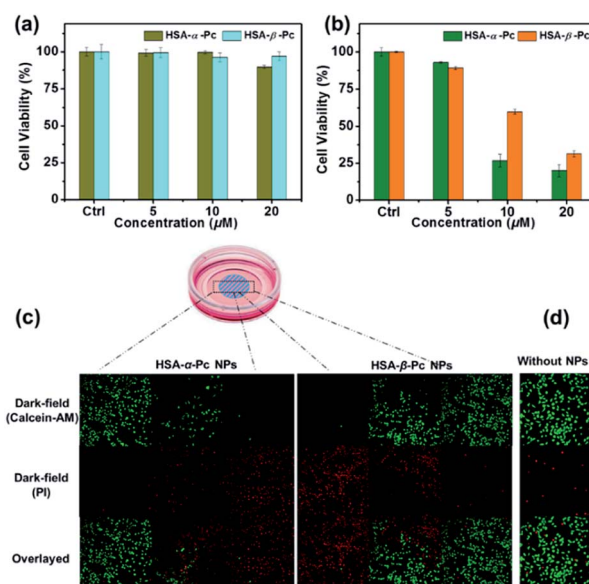 (a)
HSA-α-Pc
HSA-β-Pc
Cell Viability (%)
100
75
50
25
0
Ctrl
5
10
20
Concentration (µM)
(b)
HSA-α-Pc
HSA-β-Pc
Cell Viability (%)
100
75
50
25
0
Ctrl
5
10
20
Concentration (µM)
(c)
(d)
HSA-α-Pc NPs
HSA-β-Pc NPs
Without NPs
Dark-field
(Calcein-AM)
Dark-field
(PI)
Overlayed